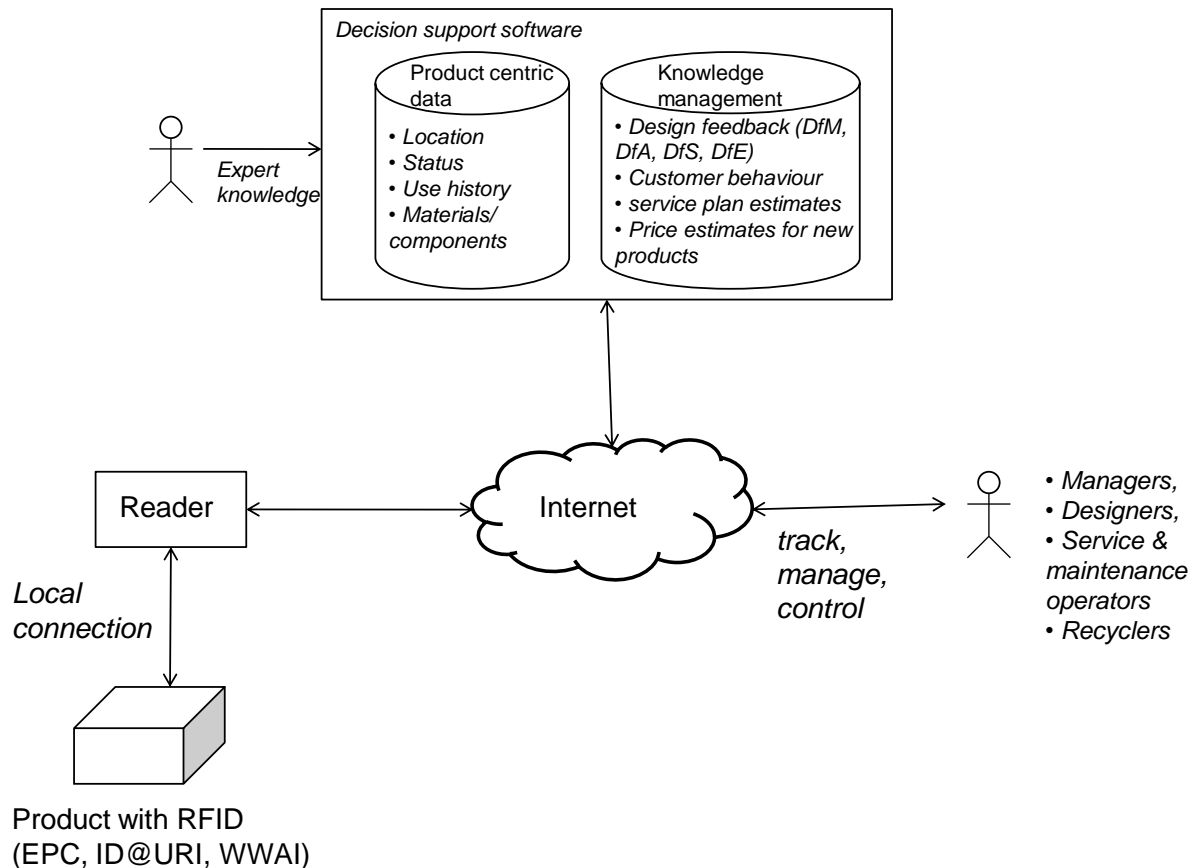 Decision support software
Product centric
data
• Location
• Status
• Use history
• Materials/
components
Knowledge
management
• Design feedback (DfM,
DfA, DfS, DfE)
• Customer behaviour
• service plan estimates
• Price estimates for new
products
Expert
knowledge
Reader
Internet
track,
manage,
control
• Managers,
• Designers,
• Service &
maintenance
operators
• Recyclers
Local
connection
Product with RFID
(EPC, ID@URI, WWAI)